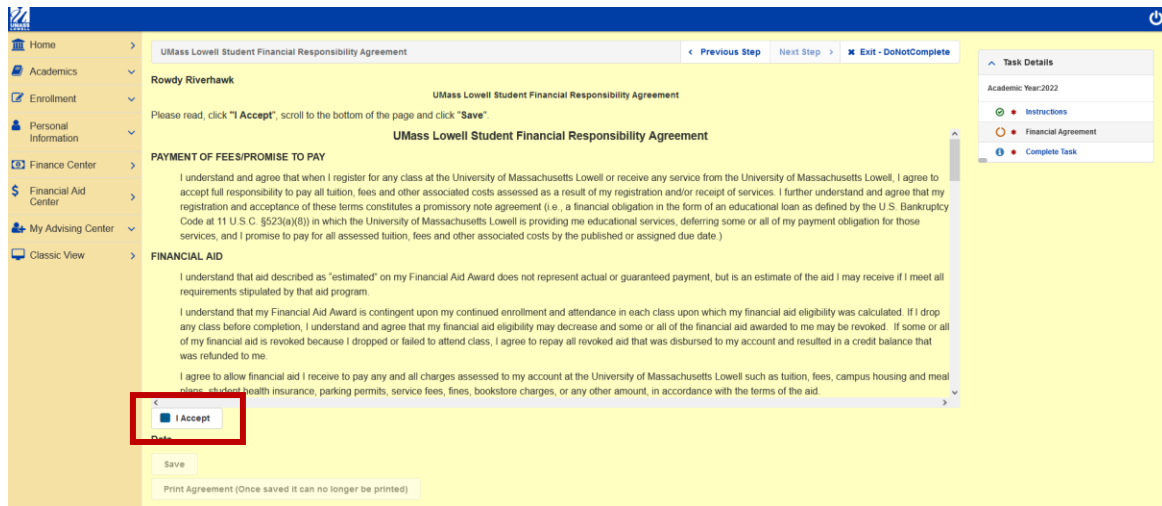 UMASS
LOWELL
Home
Academics
Enrollment
Personal
Information
Finance Center
Financial Aid
Center
My Advising Center
Classic View
UMass Lowell Student Financial Responsibility Agreement
Previous Step
Next Step
Exit - DoNotComplete
Rowdy Riverhawk
UMass Lowell Student Financial Responsibility Agreement
Please read, click "I Accept", scroll to the bottom of the page and click "Save".
UMass Lowell Student Financial Responsibility Agreement
PAYMENT OF FEES/PROMISE TO PAY
I understand and agree that when I register for any class at the University of Massachusetts Lowell or receive any service from the University of Massachusetts Lowell, I agree to
accept full responsibility to pay all tuition, fees and other associated costs assessed as a result of my registration and/or receipt of services. I further understand and agree that my
registration and acceptance of these terms constitutes a promissory note agreement (i.e., a financial obligation in the form of an educational loan as defined by the U.S. Bankruptcy
Code at 11 U.S.C. §523(a)(8)) in which the University of Massachusetts Lowell is providing me educational services, deferring some or all of my payment obligation for those
services, and I promise to pay for all assessed tuition, fees and other associated costs by the published or assigned due date.)
FINANCIAL AID
I understand that aid described as "estimated" on my Financial Aid Award does not represent actual or guaranteed payment, but is an estimate of the aid I may receive if I meet all
requirements stipulated by that aid program.
I understand that my Financial Aid Award is contingent upon my continued enrollment and attendance in each class upon which my financial aid eligibility was calculated. If I drop
any class before completion, I understand and agree that my financial aid eligibility may decrease and some or all of the financial aid awarded to me may be revoked. If some or all
of my financial aid is revoked because I dropped or failed to attend class, I agree to repay all revoked aid that was disbursed to my account and resulted in a credit balance that
was refunded to me.
I agree to allow financial aid I receive to pay any and all charges assessed to my account at the University of Massachusetts Lowell such as tuition, fees, campus housing and meal
plans, student health insurance, parking permits, service fees, fines, bookstore charges, or any other amount, in accordance with the terms of the aid.
I Accept
Date
Save
Print Agreement (Once saved it can no longer be printed)
Task Details
Academic Year:2022
Instructions
Financial Agreement
Complete Task